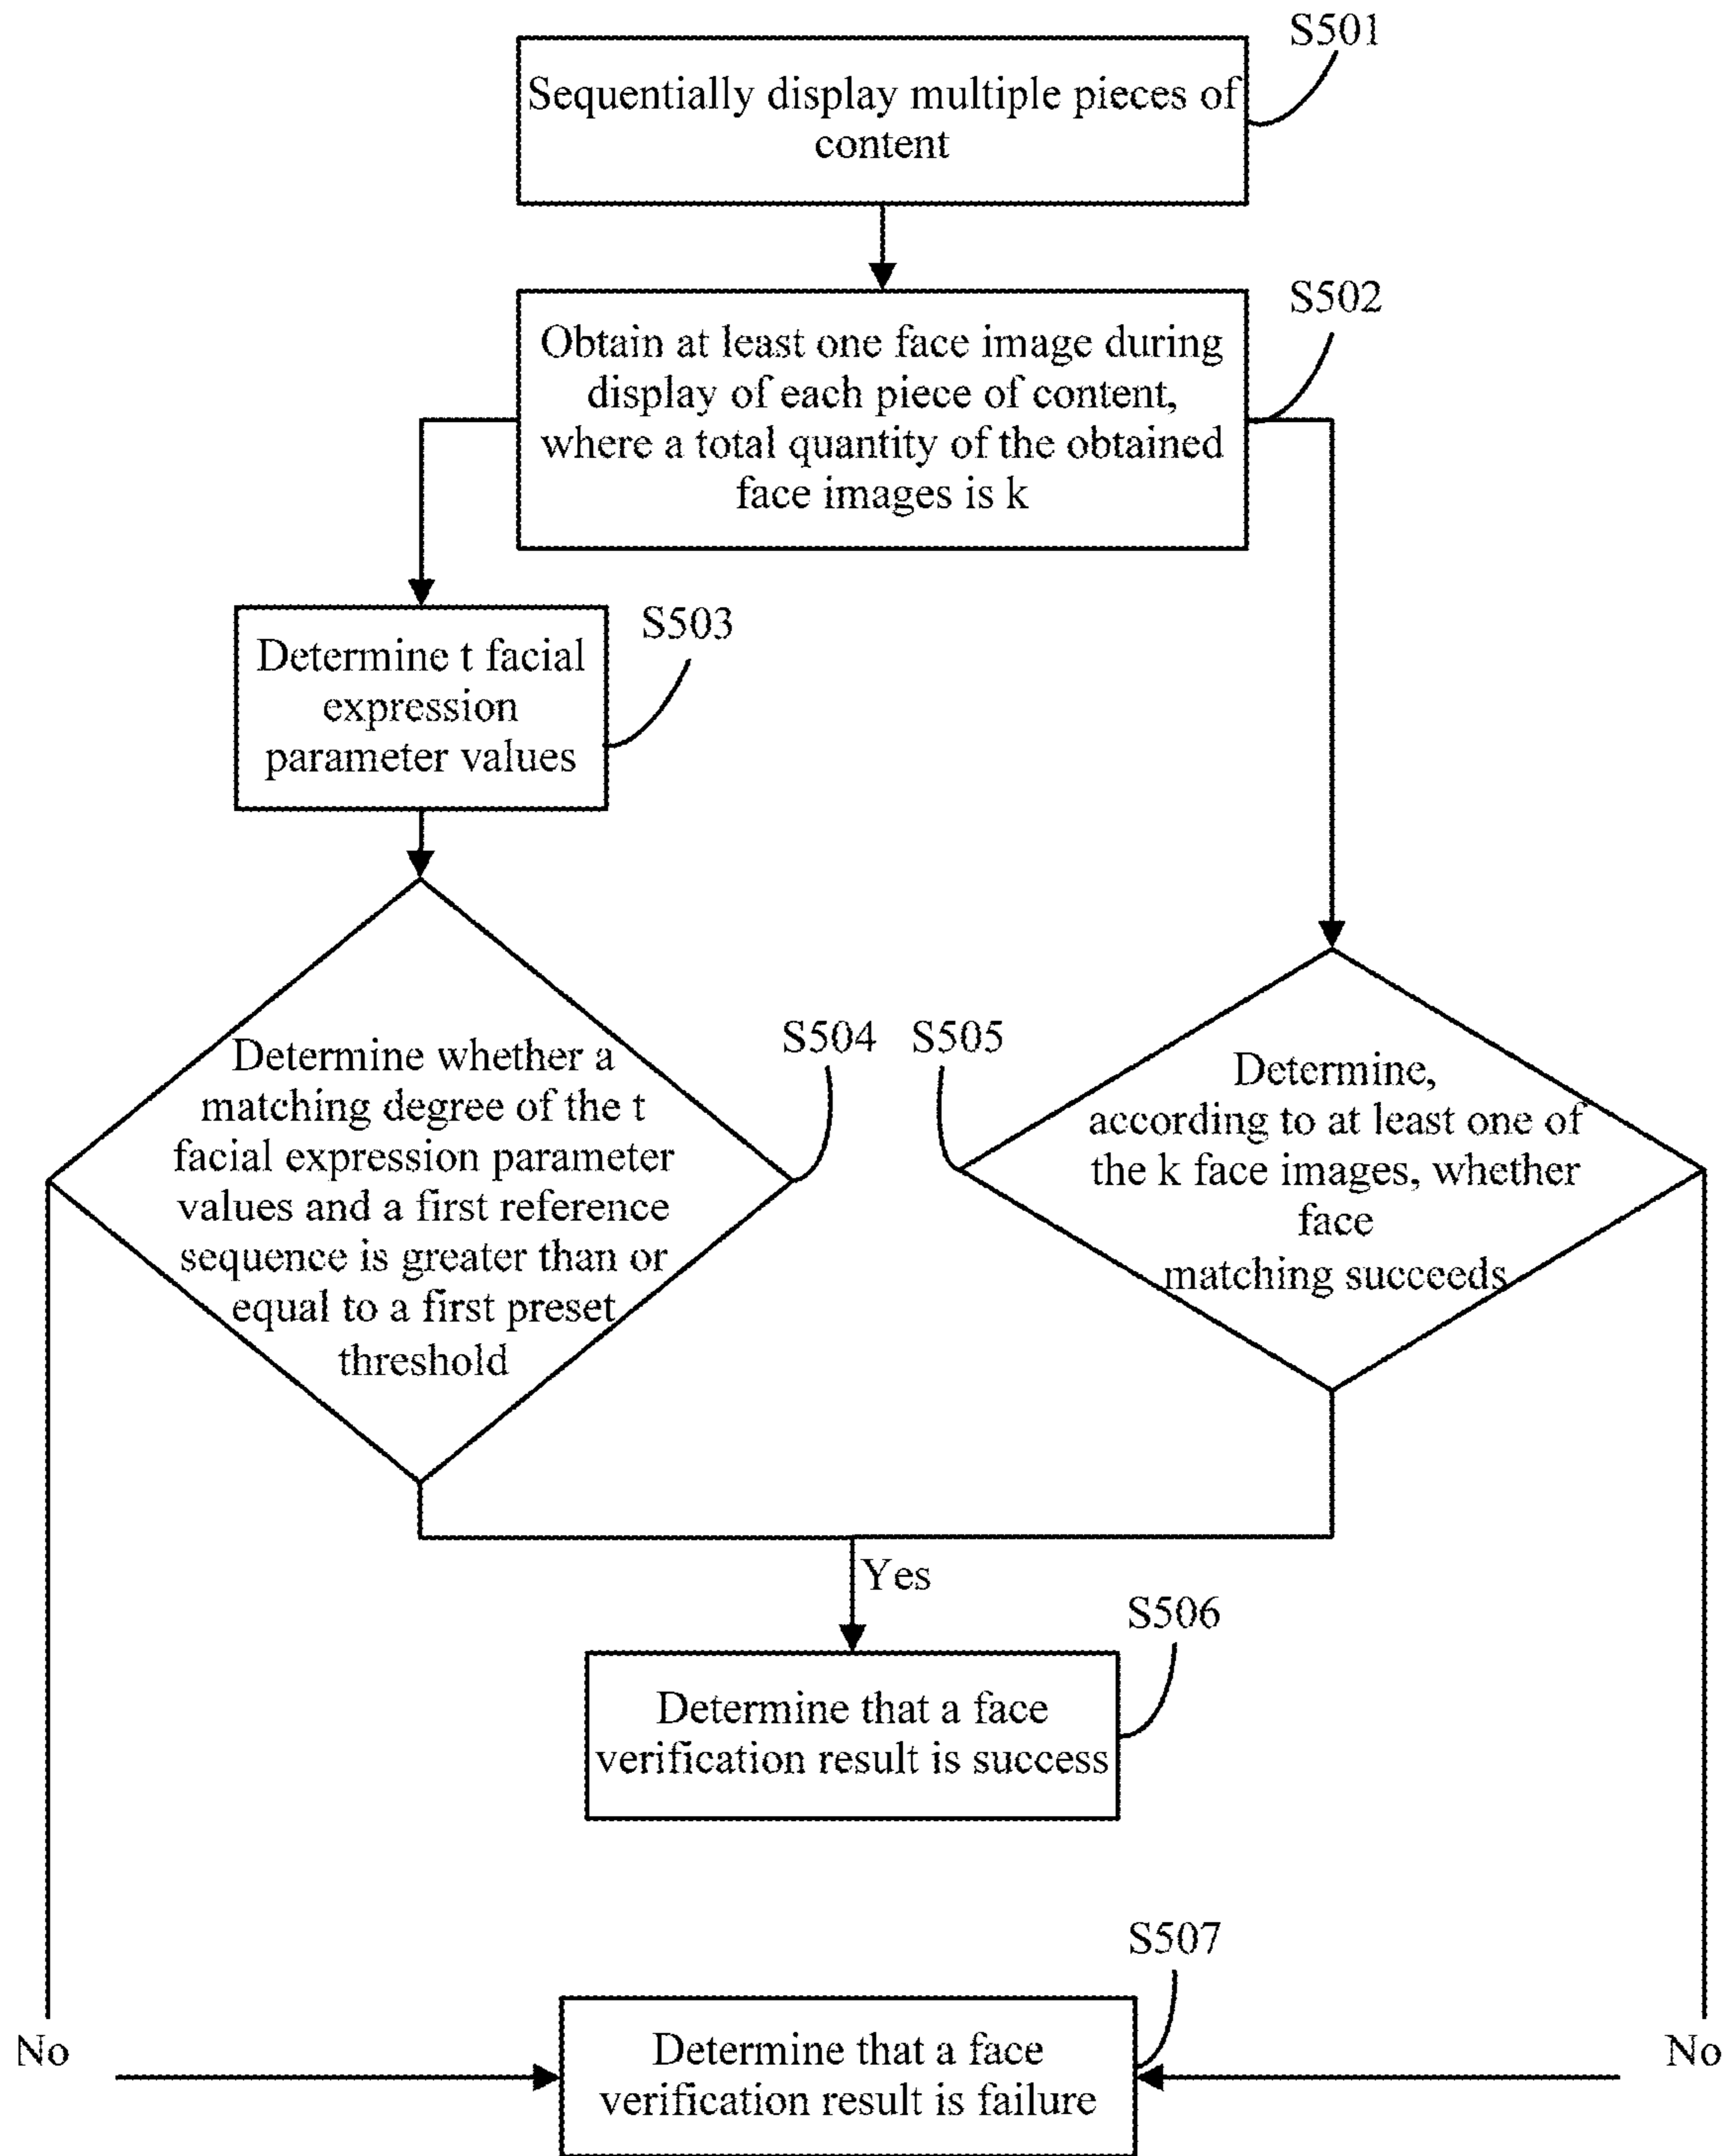 S501
Sequentially display multiple pieces of
content
S502
Obtain at least one face image during
display of each piece of content,
where a total quantity of the obtained
face images is k
S503
Determine t facial
expression
parameter values
S504
Determine whether a
matching degree of the t
facial expression parameter
values and a first reference
sequence is greater than or
equal to a first preset
threshold
S505
Determine,
according to at least one of
the k face images, whether
face
matching succeeds
Yes
S506
Determine that a face
verification result is success
S507
No
Determine that a face
verification result is failure
No